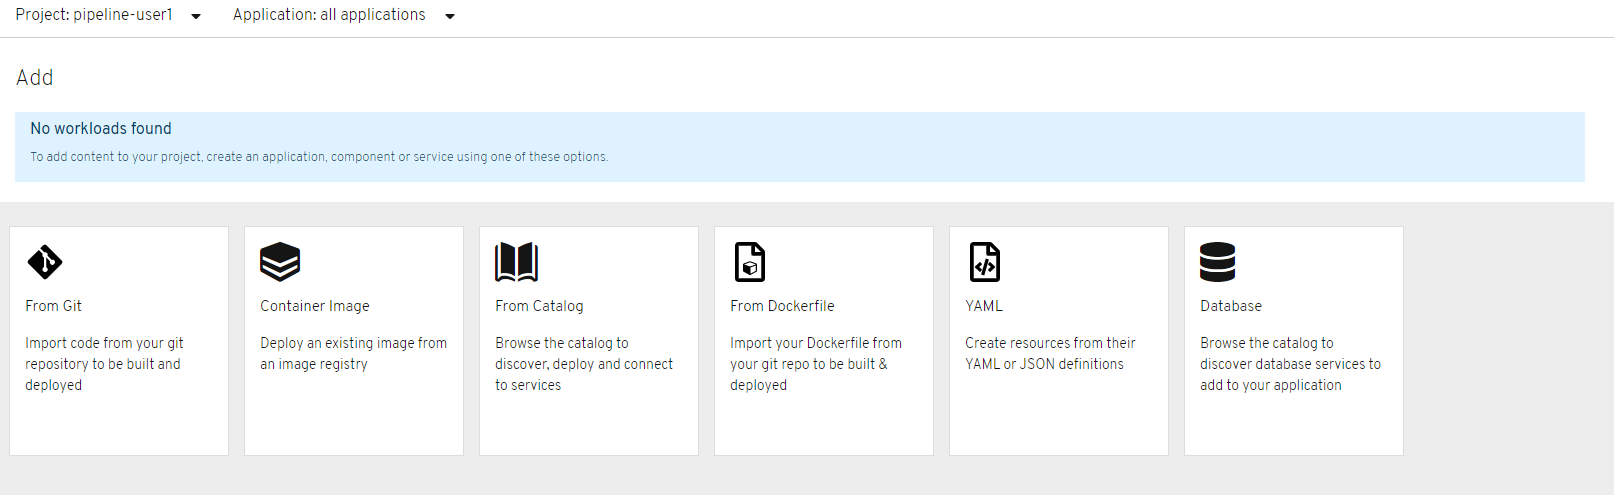 Project: pipeline-user1 Application: all applications
Add
No workloads found
To add content to your project, create an application, component or service using one of these options.
From Git
Import code from your git
repository to be built and
deployed
Container Image
Deploy an existing image from
an image registry
From Catalog
Browse the catalog to
discover, deploy and connect
to services
From Dockerfile
Import your Dockerfile from
your git repo to be built &
deployed
YAML
Create resources from their
YAML or JSON definitions
Database
Browse the catalog to
discover database services to
add to your application